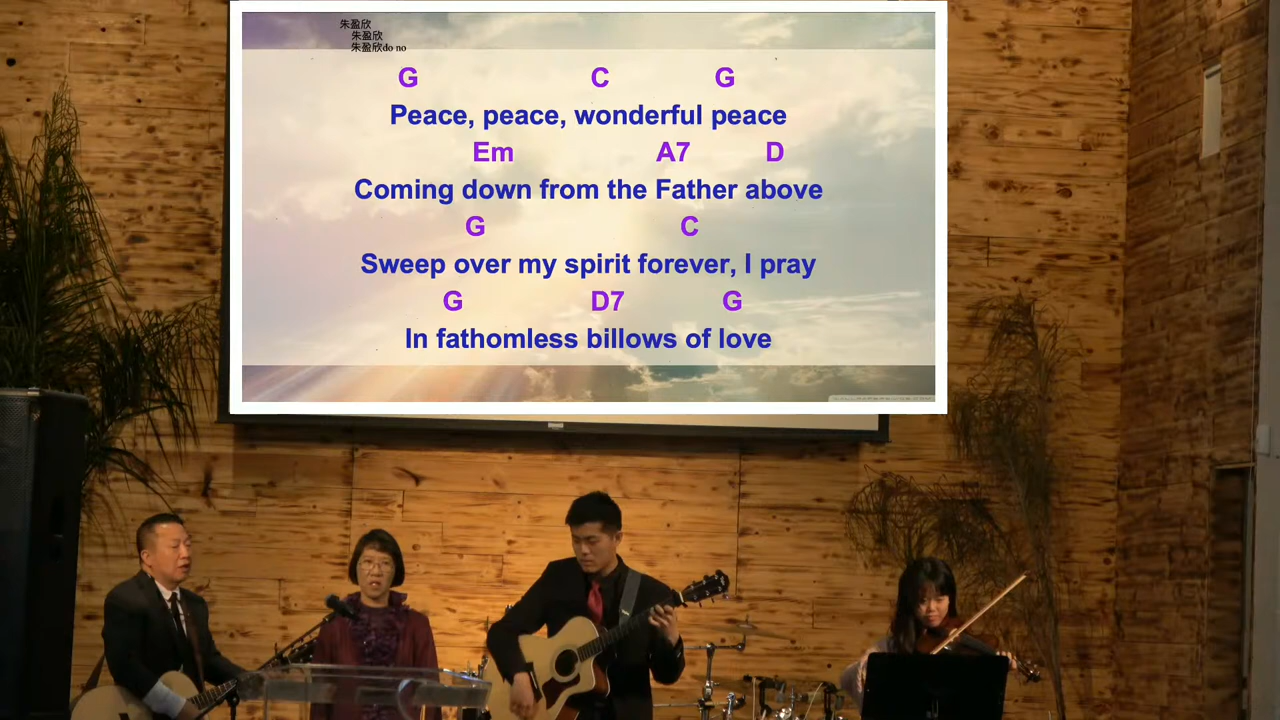 朱盈欣
朱盈欣
朱盈欣do no
G C G
Peace, peace, wonderful peace
Em A7 D
Coming down from the Father above
G C
Sweep over my spirit forever, I pray
G D7 G
In fathomless billows of love